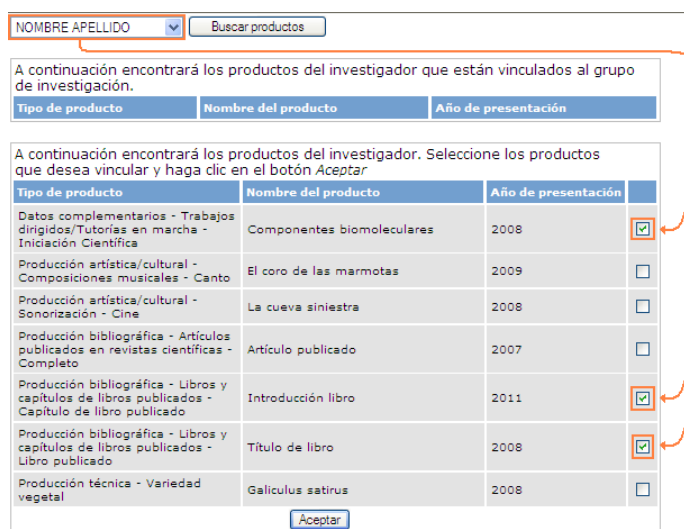 NOMBRE APELLIDO Buscar productos
A continuación encontrará los productos del investigador que están vinculados al grupo
de investigación.
Tipo de producto Nombre del producto Año de presentación
A continuación encontrará los productos del investigador. Seleccione los productos
que desea vincular y haga clic en el botón Aceptar
Tipo de producto Nombre del producto Año de presentación
Datos complementarios - Trabajos
dirigidos/Tutorías en marcha -
Iniciación Científica
Componentes biomoleculares 2008
Producción artística/cultural -
Composiciones musicales - Canto
El coro de las marmotas 2009
Producción artística/cultural -
Sonorización - Cine
La cueva siniestra 2008
Producción bibliográfica - Artículos
publicados en revistas científicas -
Completo
Artículo publicado 2007
Producción bibliográfica - Libros y
capítulos de libros publicados -
Capítulo de libro publicado
Introducción libro 2011
Producción bibliográfica - Libros y
capítulos de libros publicados -
Libro publicado
Título de libro 2008
Producción técnica - Variedad
vegetal
Galiculus satirus 2008
Aceptar